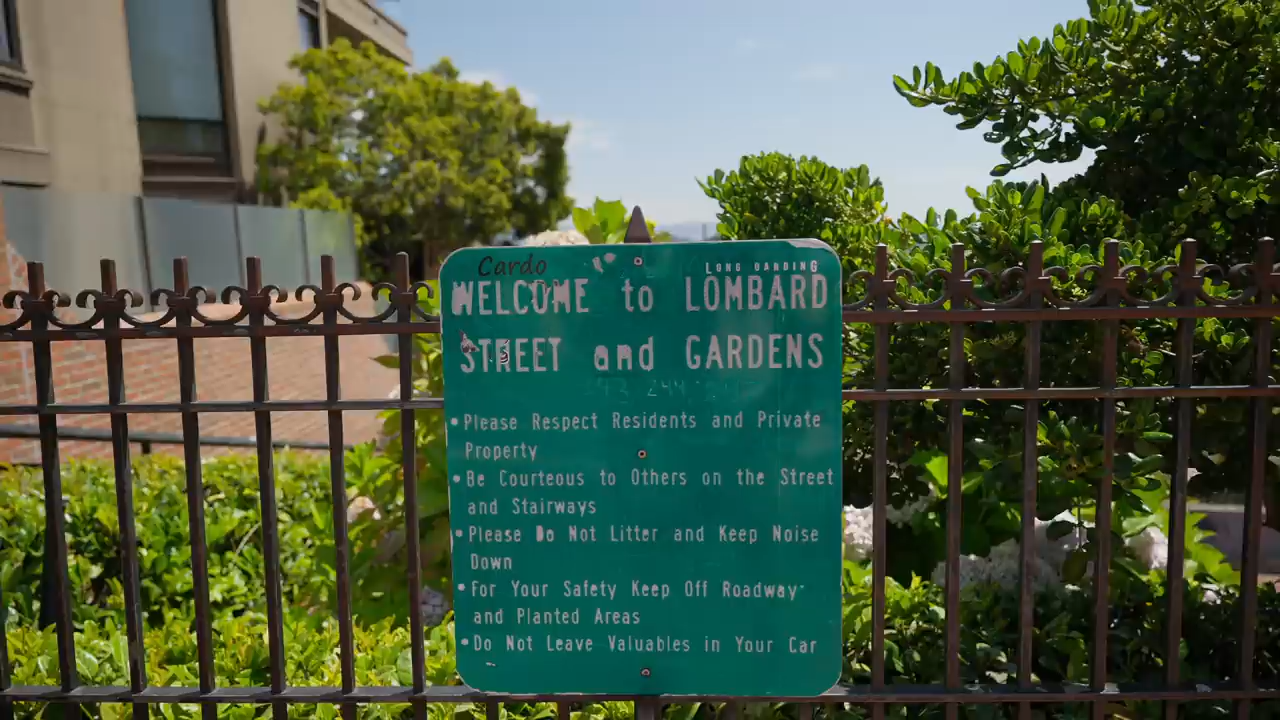 Cardo
LONG GARDING
WELCOME to LOMBARD
STREET and GARDENS
•Please Respect Residents and Private
Property
•Be Courteous to Others on the Street
and Stairways
•Please Do Not Litter and Keep Noise
Down
•For Your Safety Keep Off Roadway
and Planted Areas
•Do Not Leave Valuables in Your Car